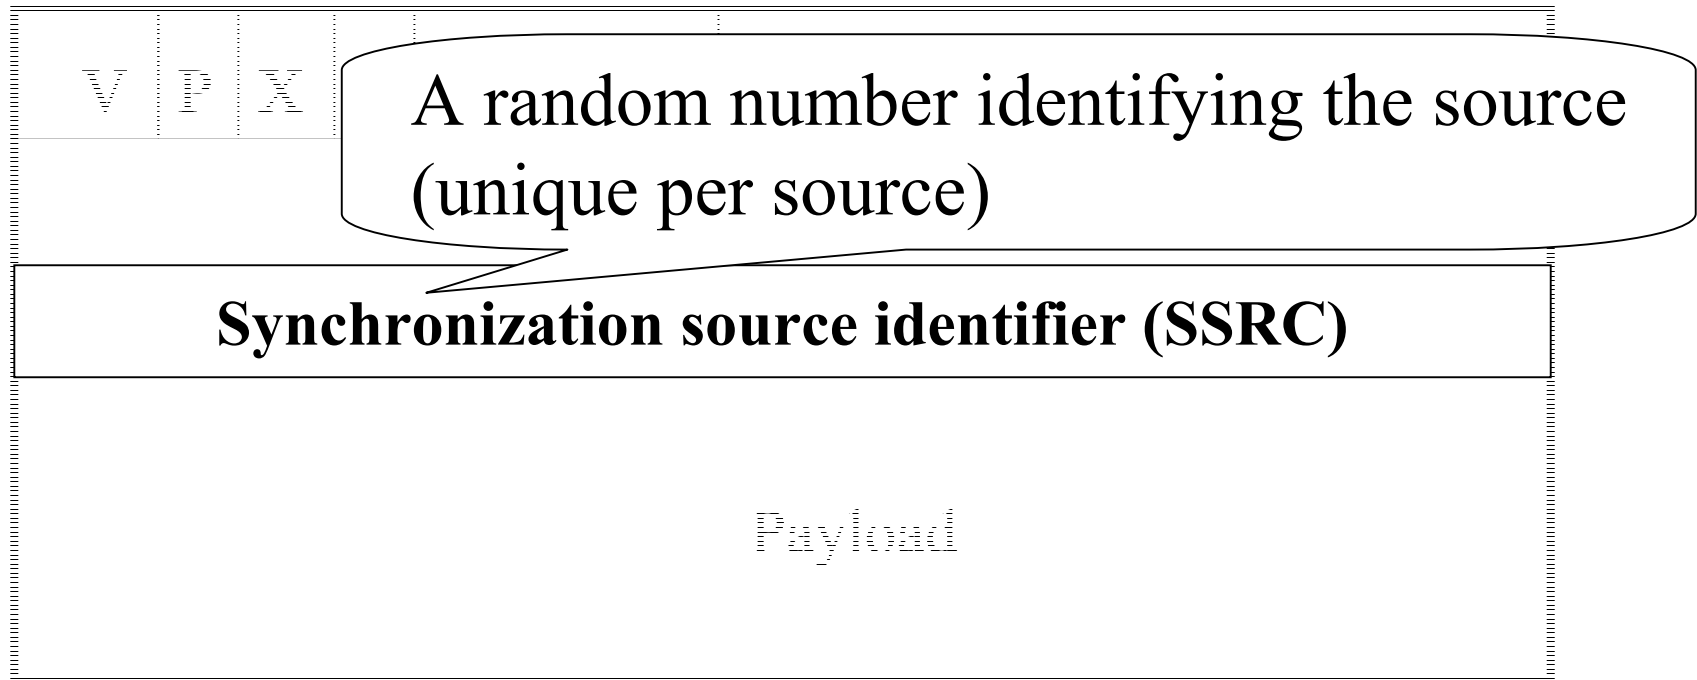 V P X
A random number identifying the source
(unique per source)
Synchronization source identifier (SSRC)
Payload